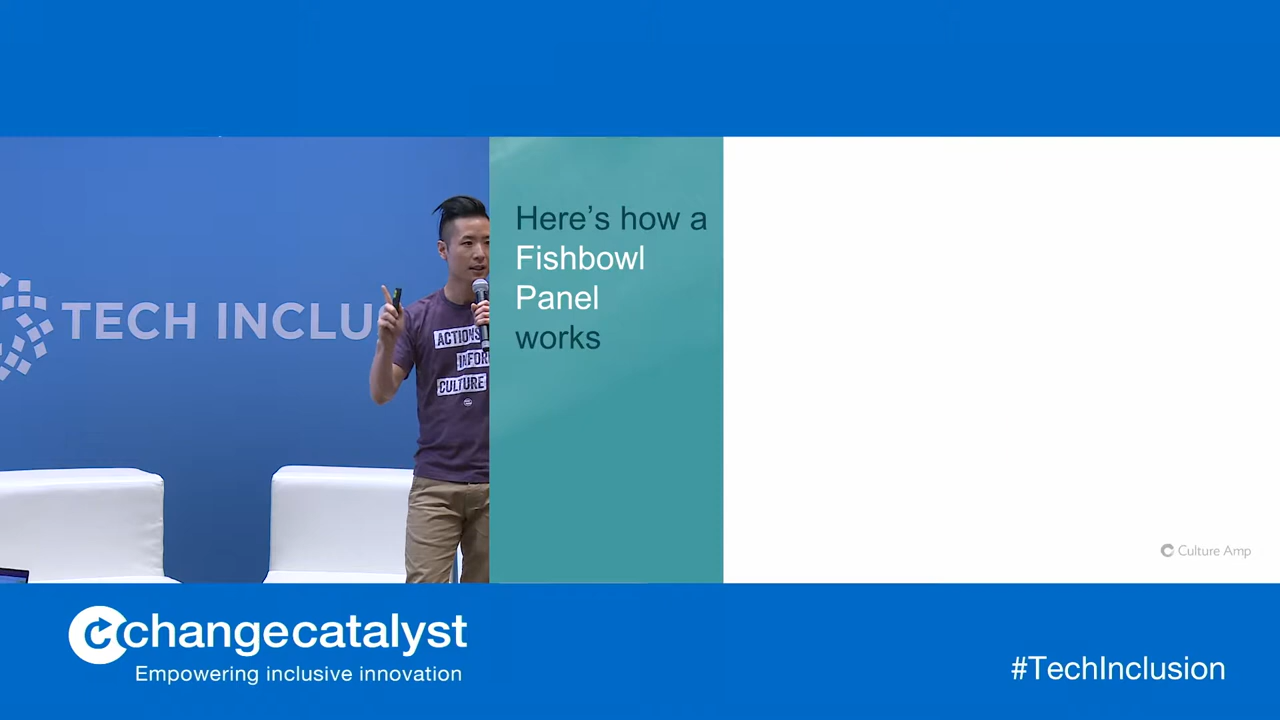 TECH INCLU
ACTIONS
INFOR
CULTURE
Here's how a
Fishbowl
Panel
works
Culture Amp
changecatalyst
Empowering inclusive innovation
#TechInclusion